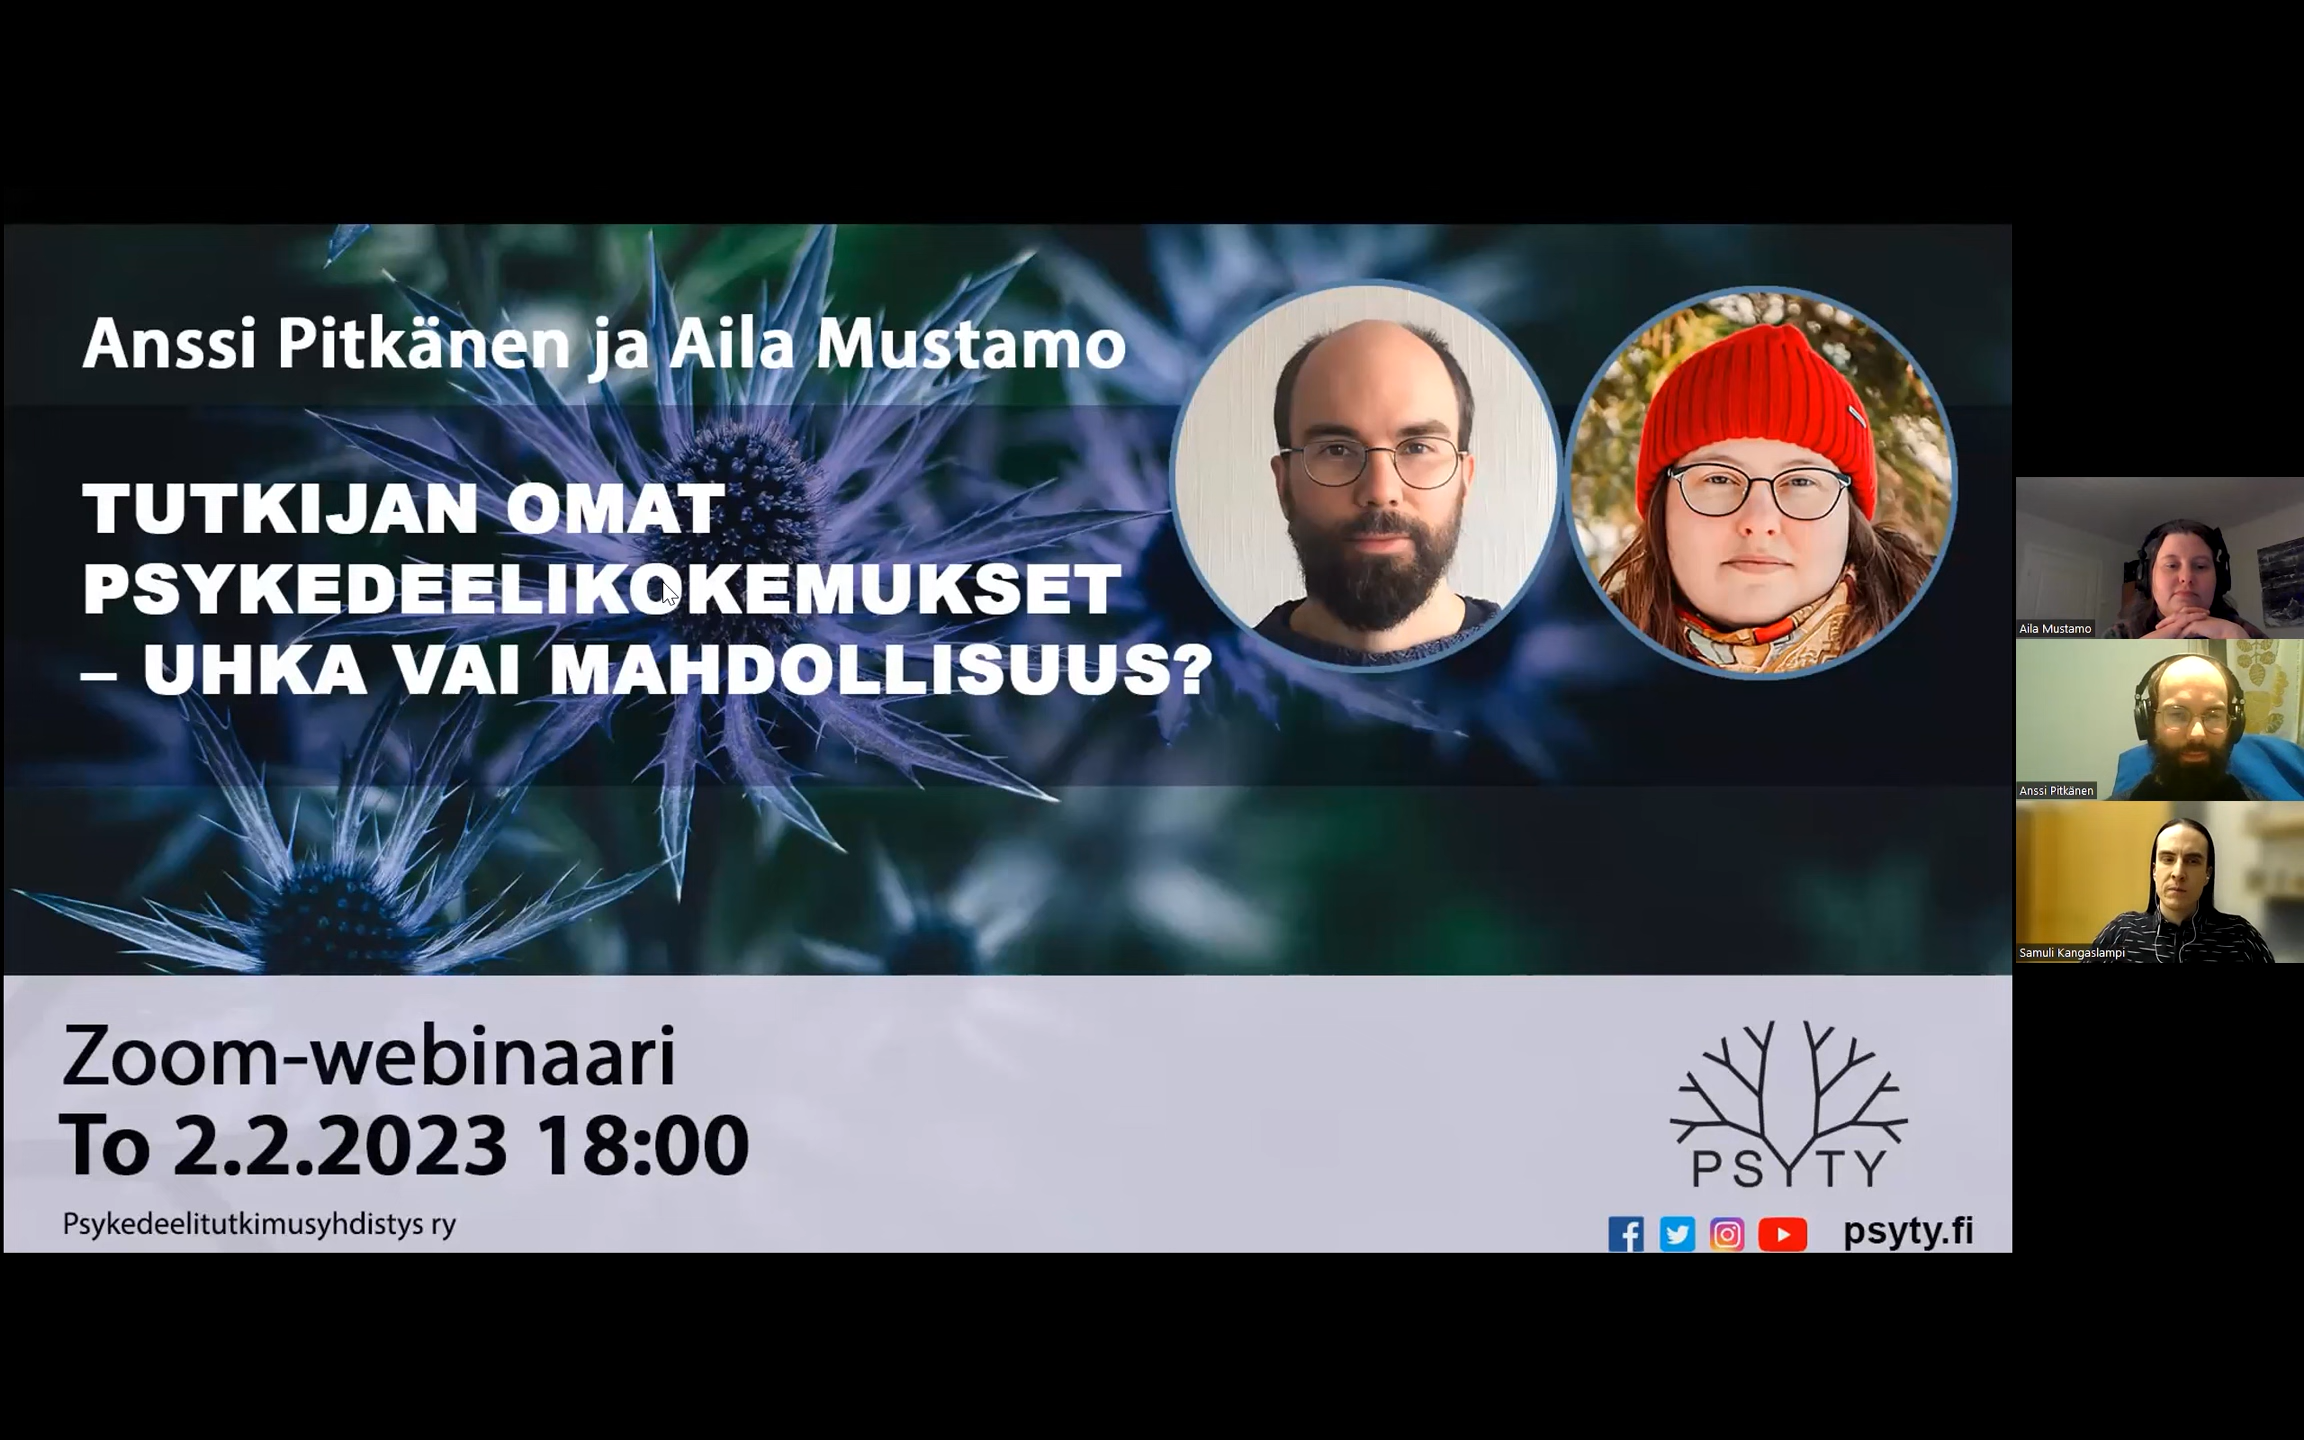 Anssi Pitkänen ja Aila Mustamo
TUTKIJAN OMAT
PSYKEDEELIKOKEMUKSET
– UHKA VAI MAHDOLLISUUS?
Zoom-webinaari
To 2.2.2023 18:00
Psykedeelitutkimusyhdistys ry
PSYTY
psyty.fi
Aila Mustamo
Anssi Pitkänen
Samuli Kangaslampi